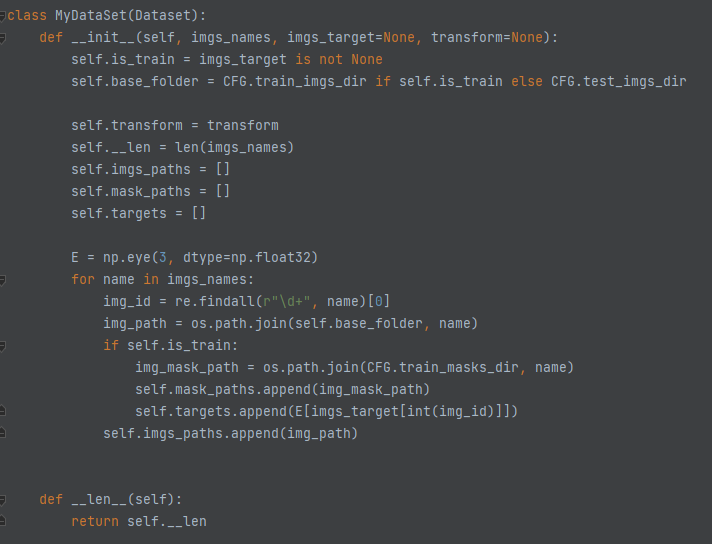 class MyDataSet(Dataset):
    def __init__(self, imgs_names, imgs_target=None, transform=None):
        self.is_train = imgs_target is not None
        self.base_folder = CFG.train_imgs_dir if self.is_train else CFG.test_imgs_dir
        self.transform = transform
        self.__len = len(imgs_names)
        self.imgs_paths = []
        self.mask_paths = []
        self.targets = []
        E = np.eye(3, dtype=np.float32)
        for name in imgs_names:
            img_id = re.findall(r"\d+", name)[0]
            img_path = os.path.join(self.base_folder, name)
            if self.is_train:
                img_mask_path = os.path.join(CFG.train_masks_dir, name)
                self.mask_paths.append(img_mask_path)
                self.targets.append(E[imgs_target[int(img_id)]])
            self.imgs_paths.append(img_path)
    def __len__(self):
        return self.__len